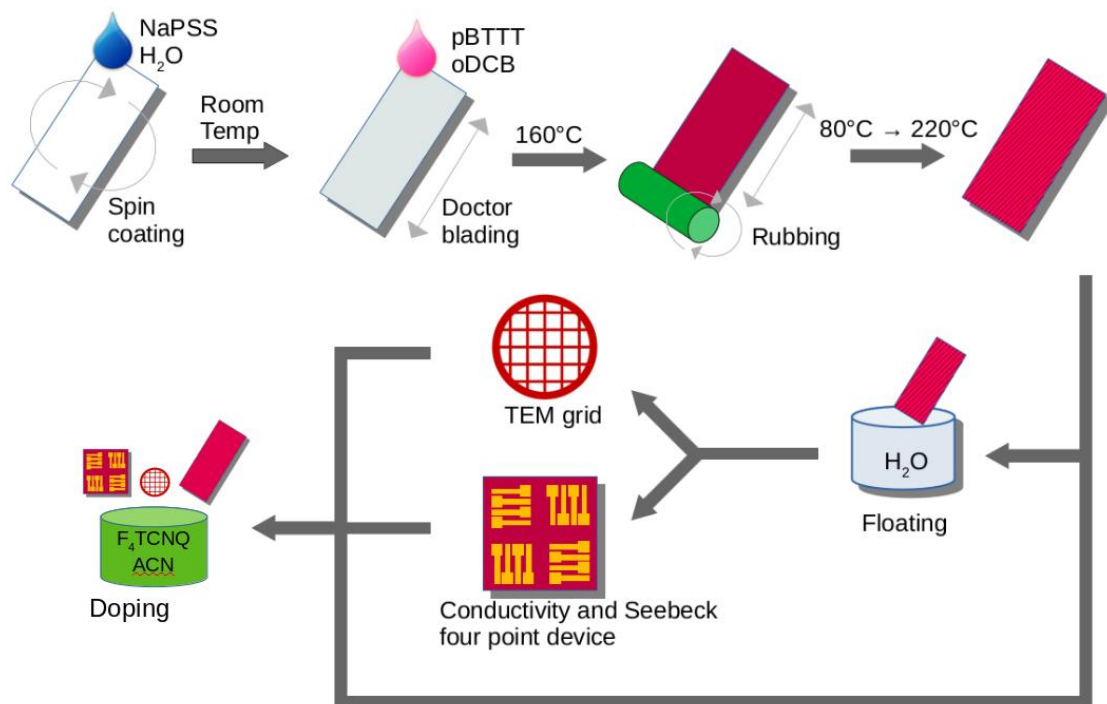 NaPSS
H₂O
Spin
coating
Room
Temp
pBTTT
oDCB
Doctor
blading
160°C
Rubbing
80°C → 220°C
TEM grid
H₂O
Floating
Conductivity and Seebeck
four point device
F₄TCNQ
ACN
Doping